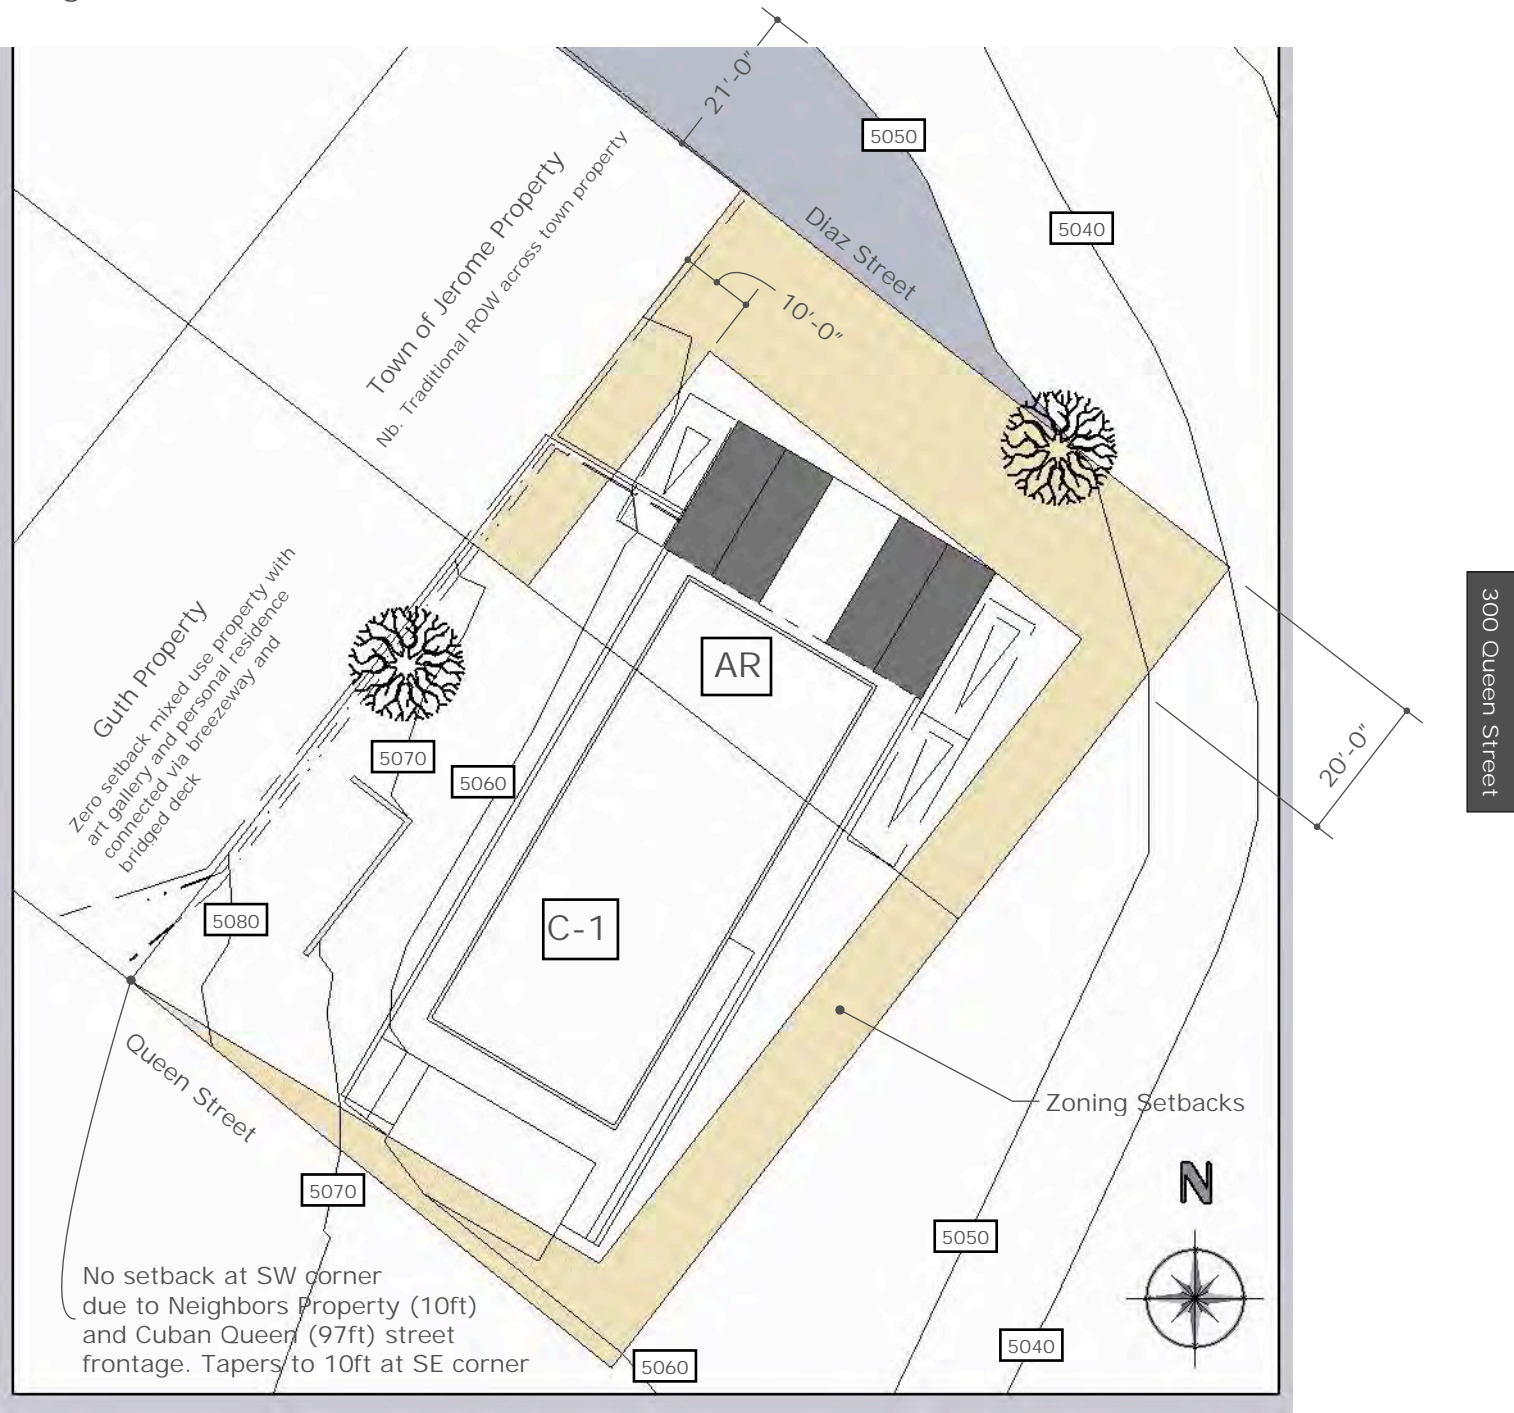 21'-0"
5050
5040
Diaz Street
Town of Jerome Property
Nb. Traditional ROW across town property
10'-0"
300 Queen Street
Guth Property
Zero setback mixed use property with
art gallery and personal residence
connected via breezeway and
bridged deck
AR
20'-0"
5070
5060
5080
C-1
Queen Street
Zoning Setbacks
5070
N
5050
No setback at SW corner
due to Neighbors Property (10ft)
and Cuban Queen (97ft) street
frontage. Tapers to 10ft at SE corner
5060
5040